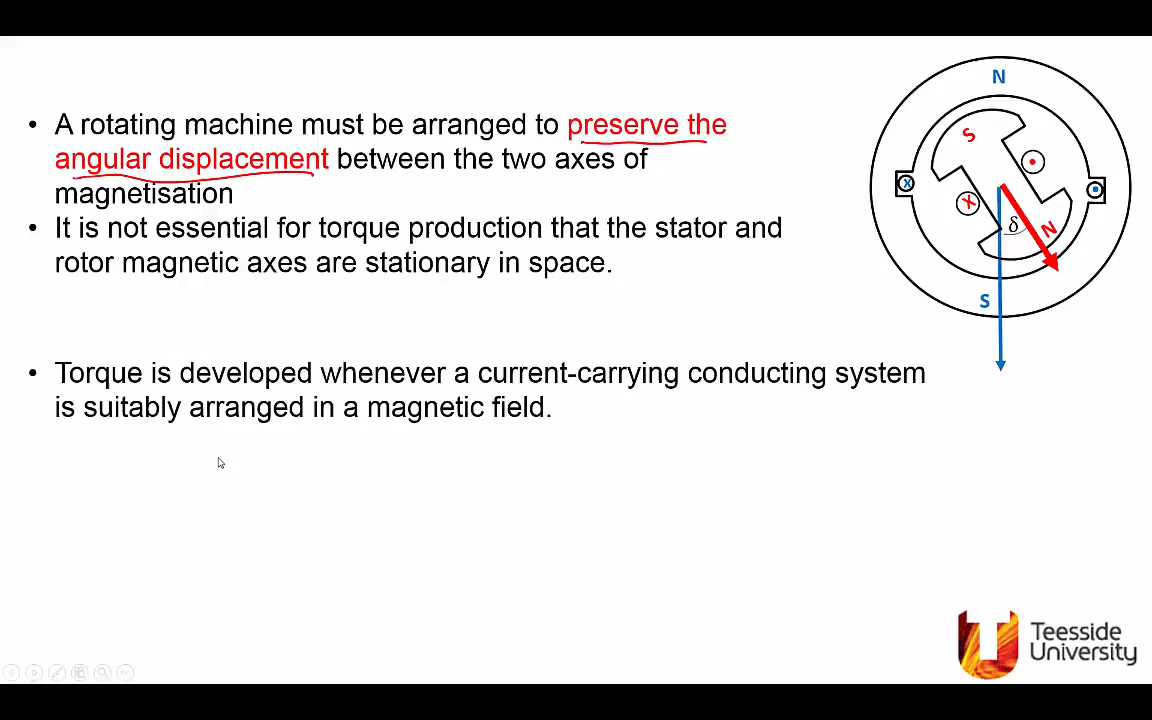 • A rotating machine must be arranged to preserve the
angular displacement between the two axes of
magnetisation
• It is not essential for torque production that the stator and
rotor magnetic axes are stationary in space.
• Torque is developed whenever a current-carrying conducting system
is suitably arranged in a magnetic field.
N
S
x
X
δ
N
S
Teesside
University